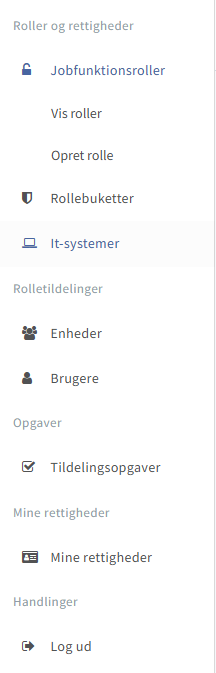 Roller og rettigheder
Jobfunktionsroller
Vis roller
Opret rolle
Rollebuketter
It-systemer
Rolletildelinger
Enheder
Brugere
Opgaver
Tildelingsopgaver
Mine rettigheder
Mine rettigheder
Handlinger
Log ud